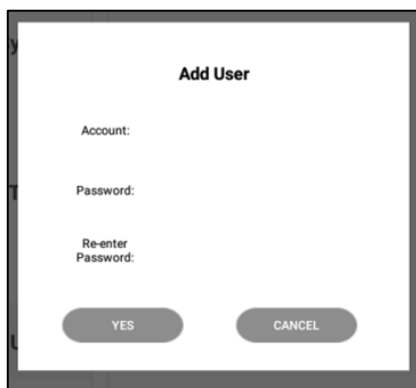 Add User
Account:
Password:
Re-enter
Password:
YES
CANCEL